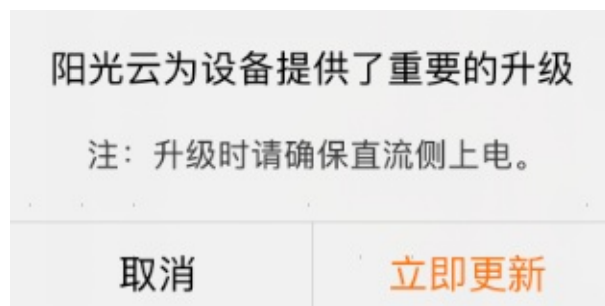 阳光云为设备提供了重要的升级
注：升级时请确保直流侧上电。
取消
立即更新